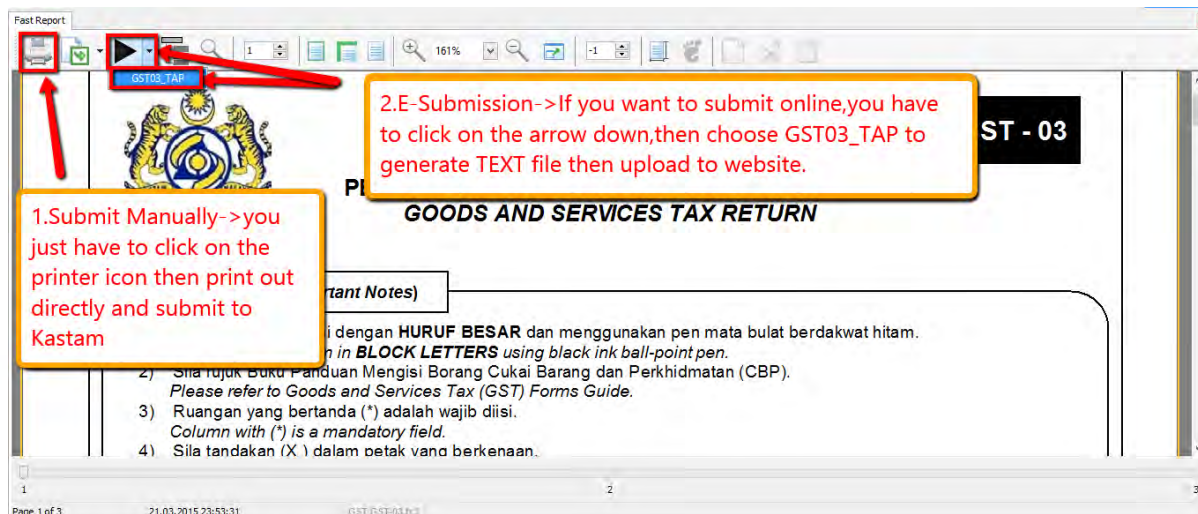 Fast Report
1
161%
-1
GST03_TAP
2.E-Submission->If you want to submit online,you have
to click on the arrow down,then choose GST03_TAP to
generate TEXT file then upload to website.
ST - 03
1.Submit Manually->you
just have to click on the
printer icon then print out
directly and submit to
Kastam
GOODS AND SERVICES TAX RETURN
rtant Notes)
i dengan HURUF BESAR dan menggunakan pen mata bulat berdakwat hitam.
in BLOCK LETTERS using black ink ball-point pen.
2) Sila rujuk Buku Panduan Mengisi Borang Cukai Barang dan Perkhidmatan (CBP).
Please refer to Goods and Services Tax (GST) Forms Guide.
3) Ruangan yang bertanda (*) adalah wajib diisi.
Column with (*) is a mandatory field.
4) Sila tandakan (X ) dalam petak yang berkenaan.
1
2
3
Page 1 of 3
21.03.2015 23:53:31